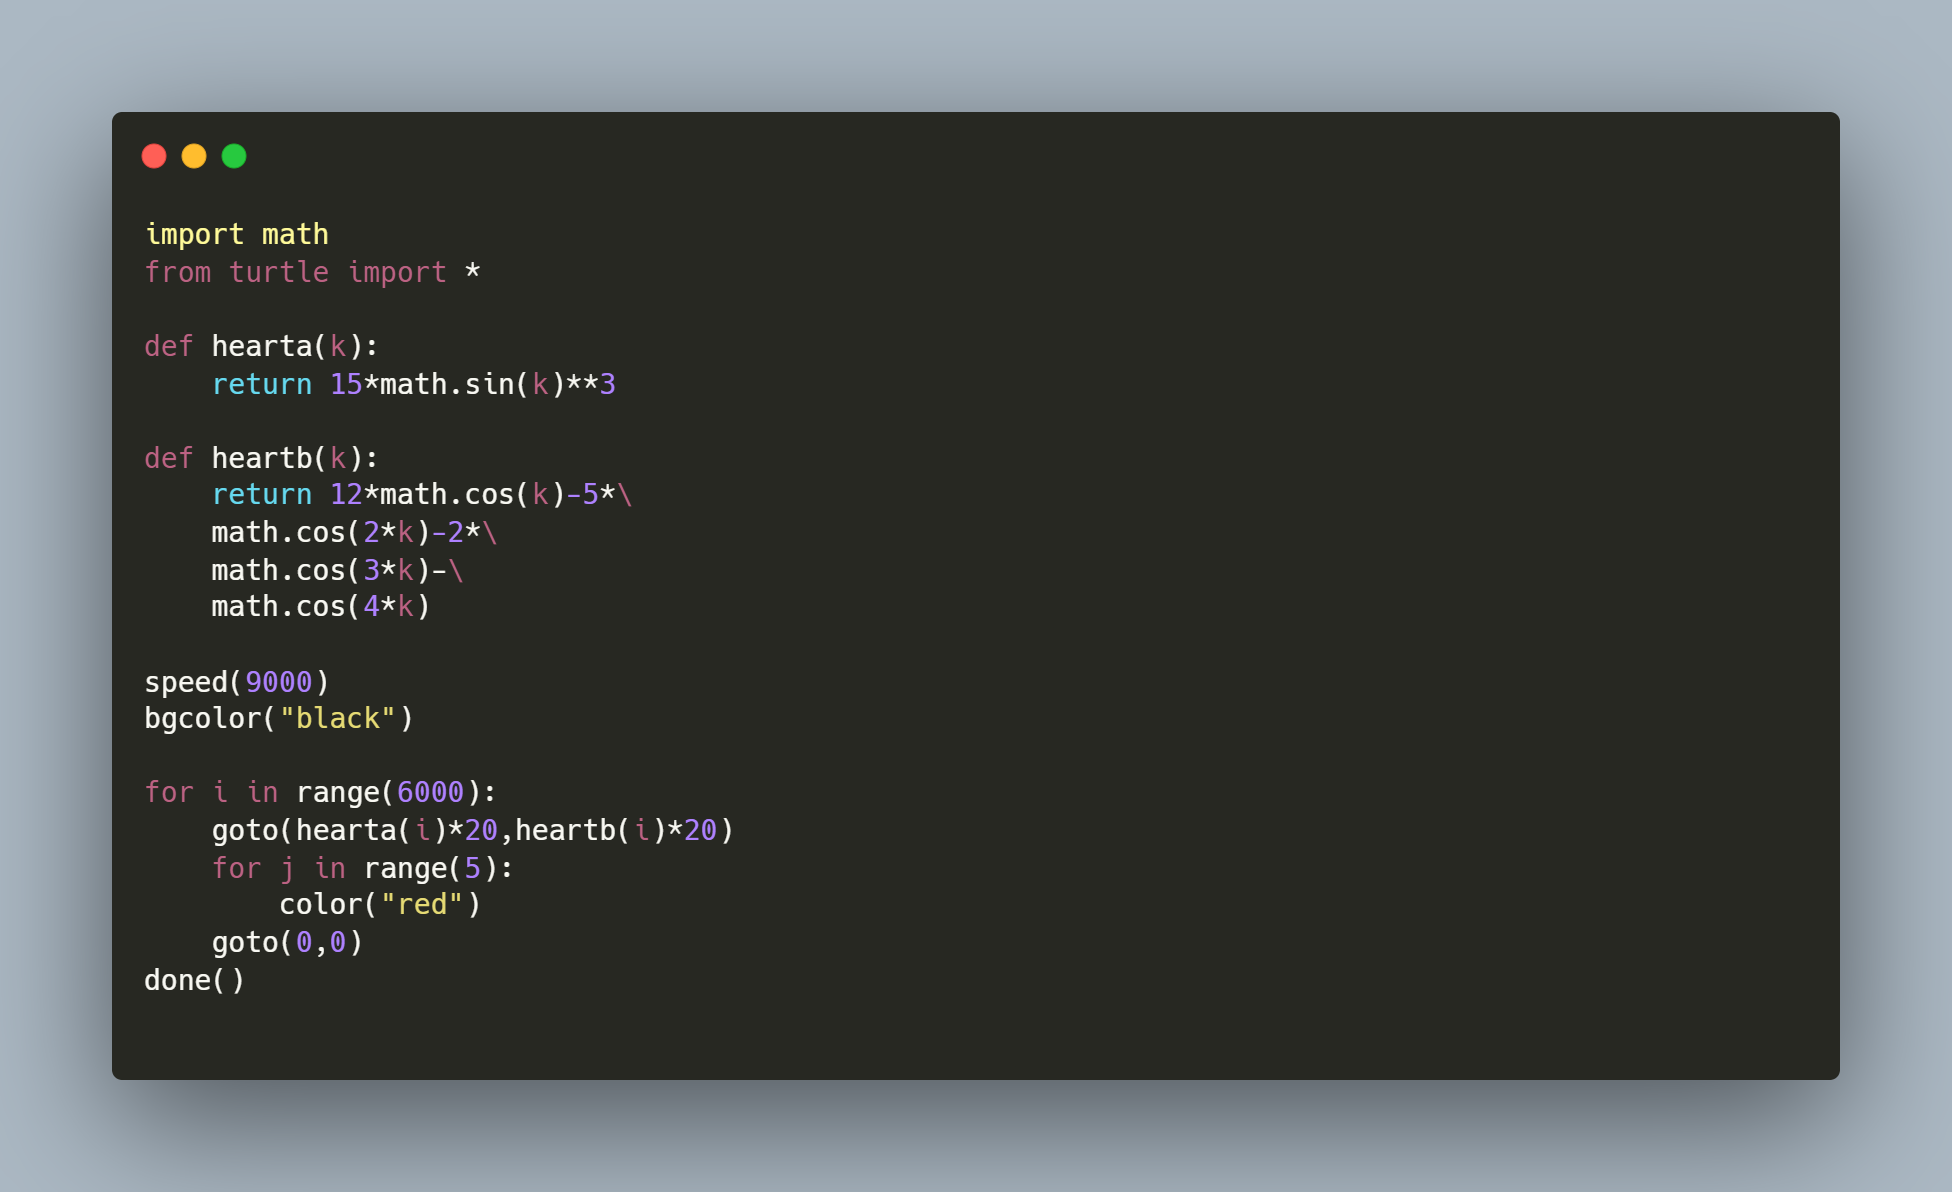 import math
from turtle import *

def hearta(k):
    return 15*math.sin(k)**3

def heartb(k):
    return 12*math.cos(k)-5*\
    math.cos(2*k)-2*\
    math.cos(3*k)-\
    math.cos(4*k)

speed(9000)
bgcolor("black")

for i in range(6000):
    goto(hearta(i)*20,heartb(i)*20)
    for j in range(5):
        color("red")
    goto(0,0)
done()